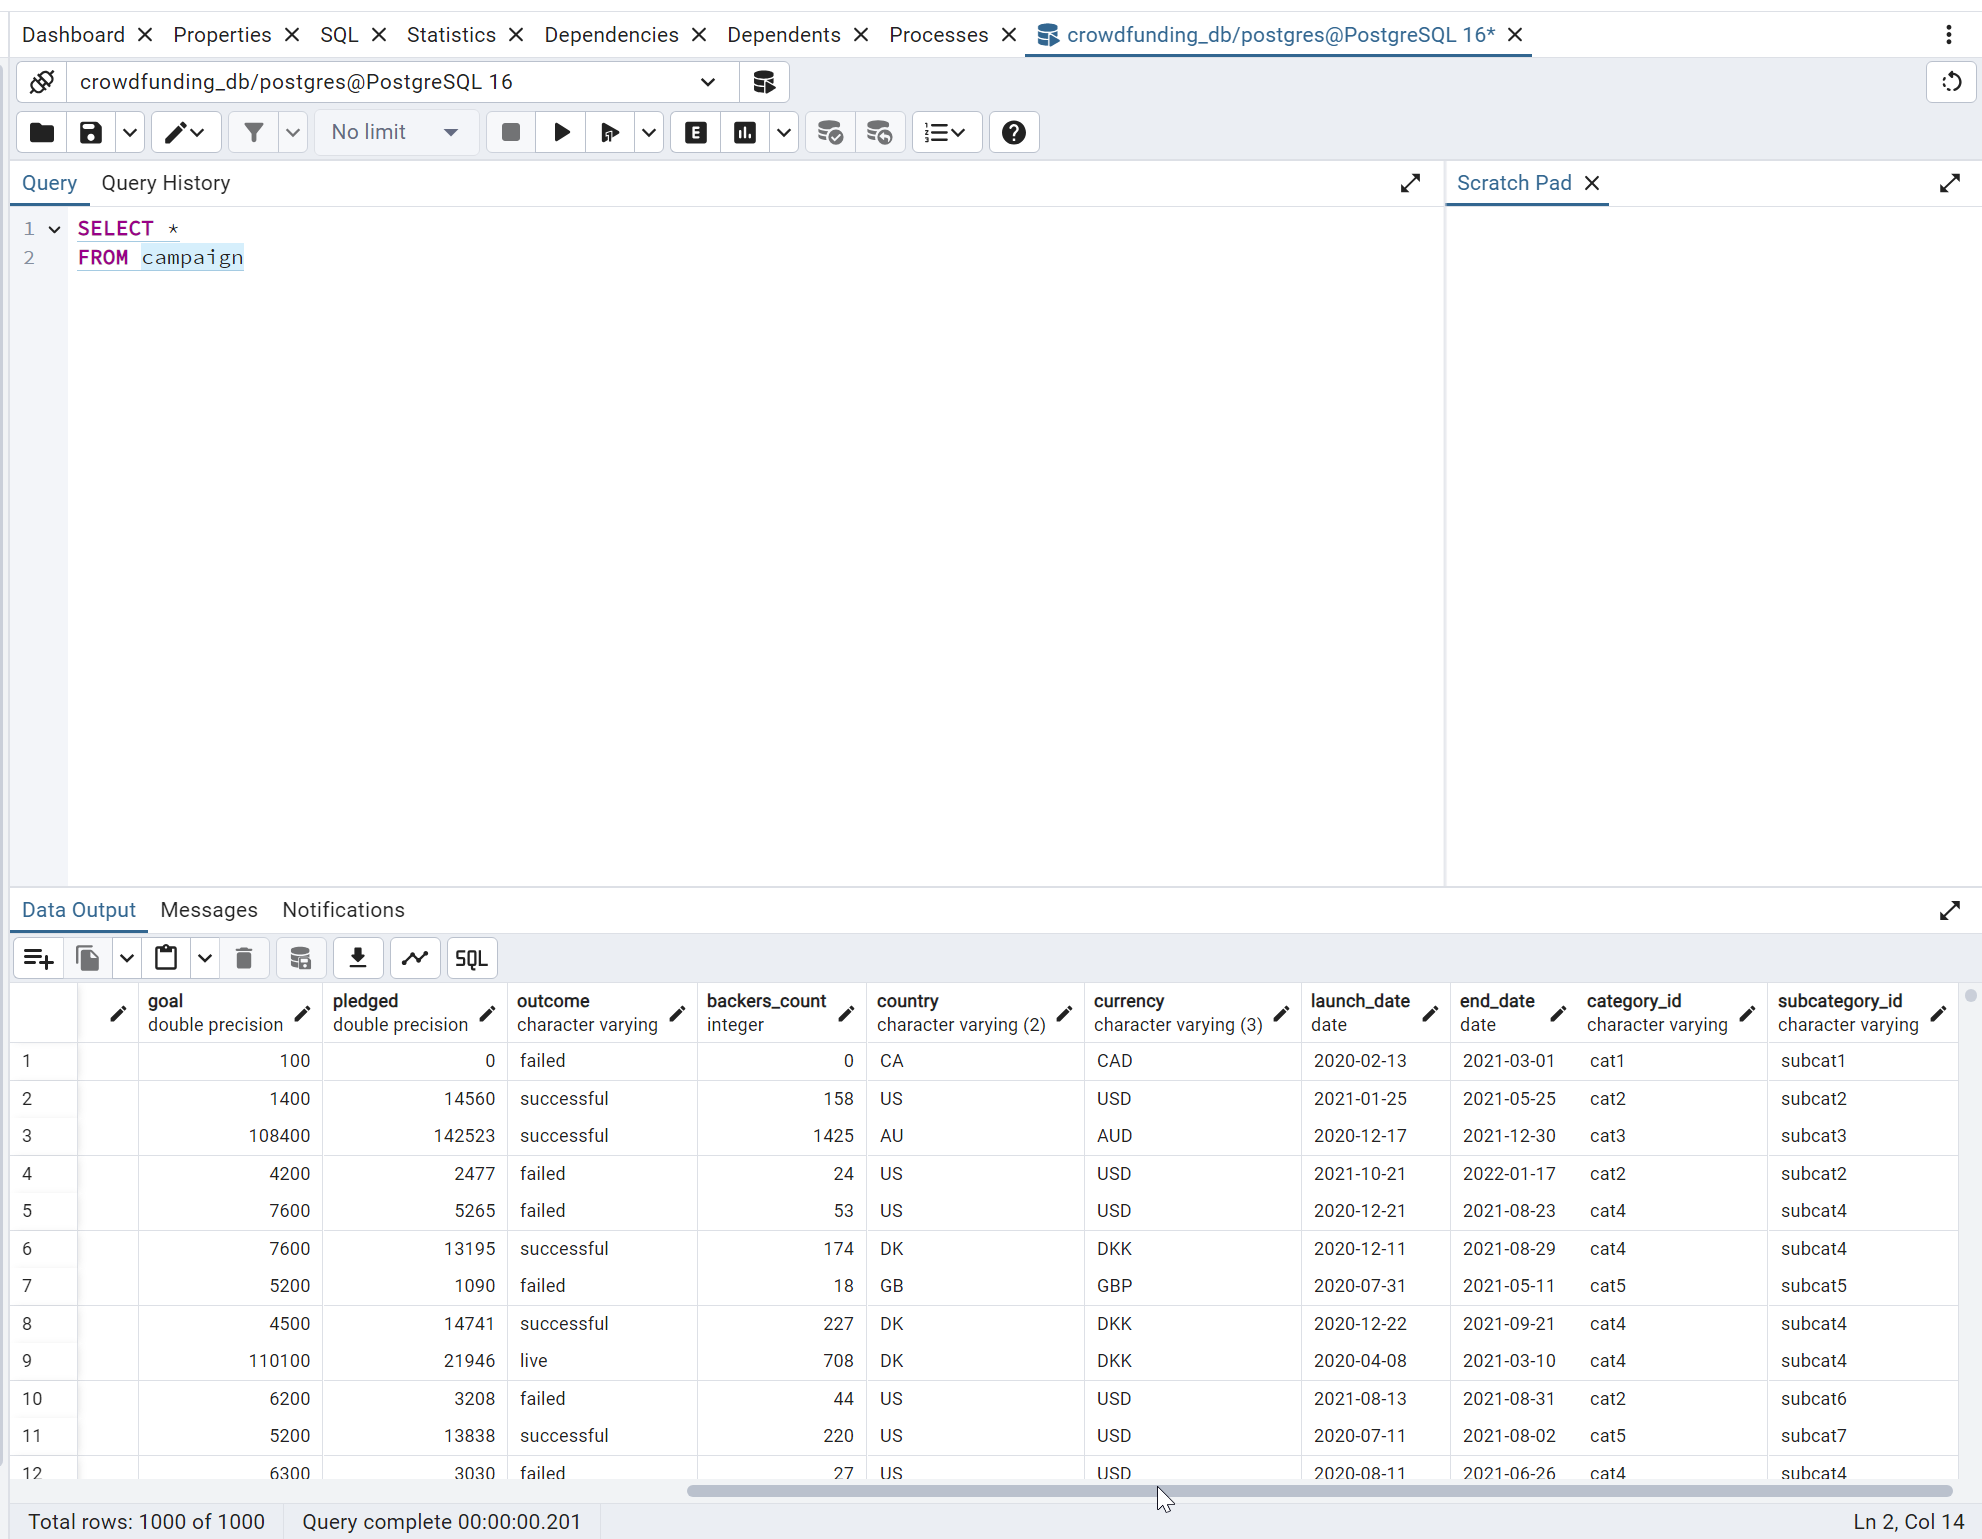 Dashboard Properties SQL Statistics Dependencies Dependents Processes crowdfunding_db/postgres@PostgreSQL 16*
crowdfunding_db/postgres@PostgreSQL 16
No limit E
Query Query History Scratch Pad
1 SELECT *
2 FROM campaign
Data Output Messages Notifications
SQL
goal pledged outcome backers_count country currency launch_date end_date category_id subcategory_id
double precision double precision character varying integer character varying (2) character varying (3) date date character varying character varying
1 100 0 failed 0 CA CAD 2020-02-13 2021-03-01 cat1 subcat1
2 1400 14560 successful 158 US USD 2021-01-25 2021-05-25 cat2 subcat2
3 108400 142523 successful 1425 AU AUD 2020-12-17 2021-12-30 cat3 subcat3
4 4200 2477 failed 24 US USD 2021-10-21 2022-01-17 cat2 subcat2
5 7600 5265 failed 53 US USD 2020-12-21 2021-08-23 cat4 subcat4
6 7600 13195 successful 174 DK DKK 2020-12-11 2021-08-29 cat4 subcat4
7 5200 1090 failed 18 GB GBP 2020-07-31 2021-05-11 cat5 subcat5
8 4500 14741 successful 227 DK DKK 2020-12-22 2021-09-21 cat4 subcat4
9 110100 21946 live 708 DK DKK 2020-04-08 2021-03-10 cat4 subcat4
10 6200 3208 failed 44 US USD 2021-08-13 2021-08-31 cat2 subcat6
11 5200 13838 successful 220 US USD 2020-07-11 2021-08-02 cat5 subcat7
12 6300 3030 failed 27 US USD 2020-08-11 2021-06-26 cat4 subcat4
Total rows: 1000 of 1000 Query complete 00:00:00.201 Ln 2, Col 14